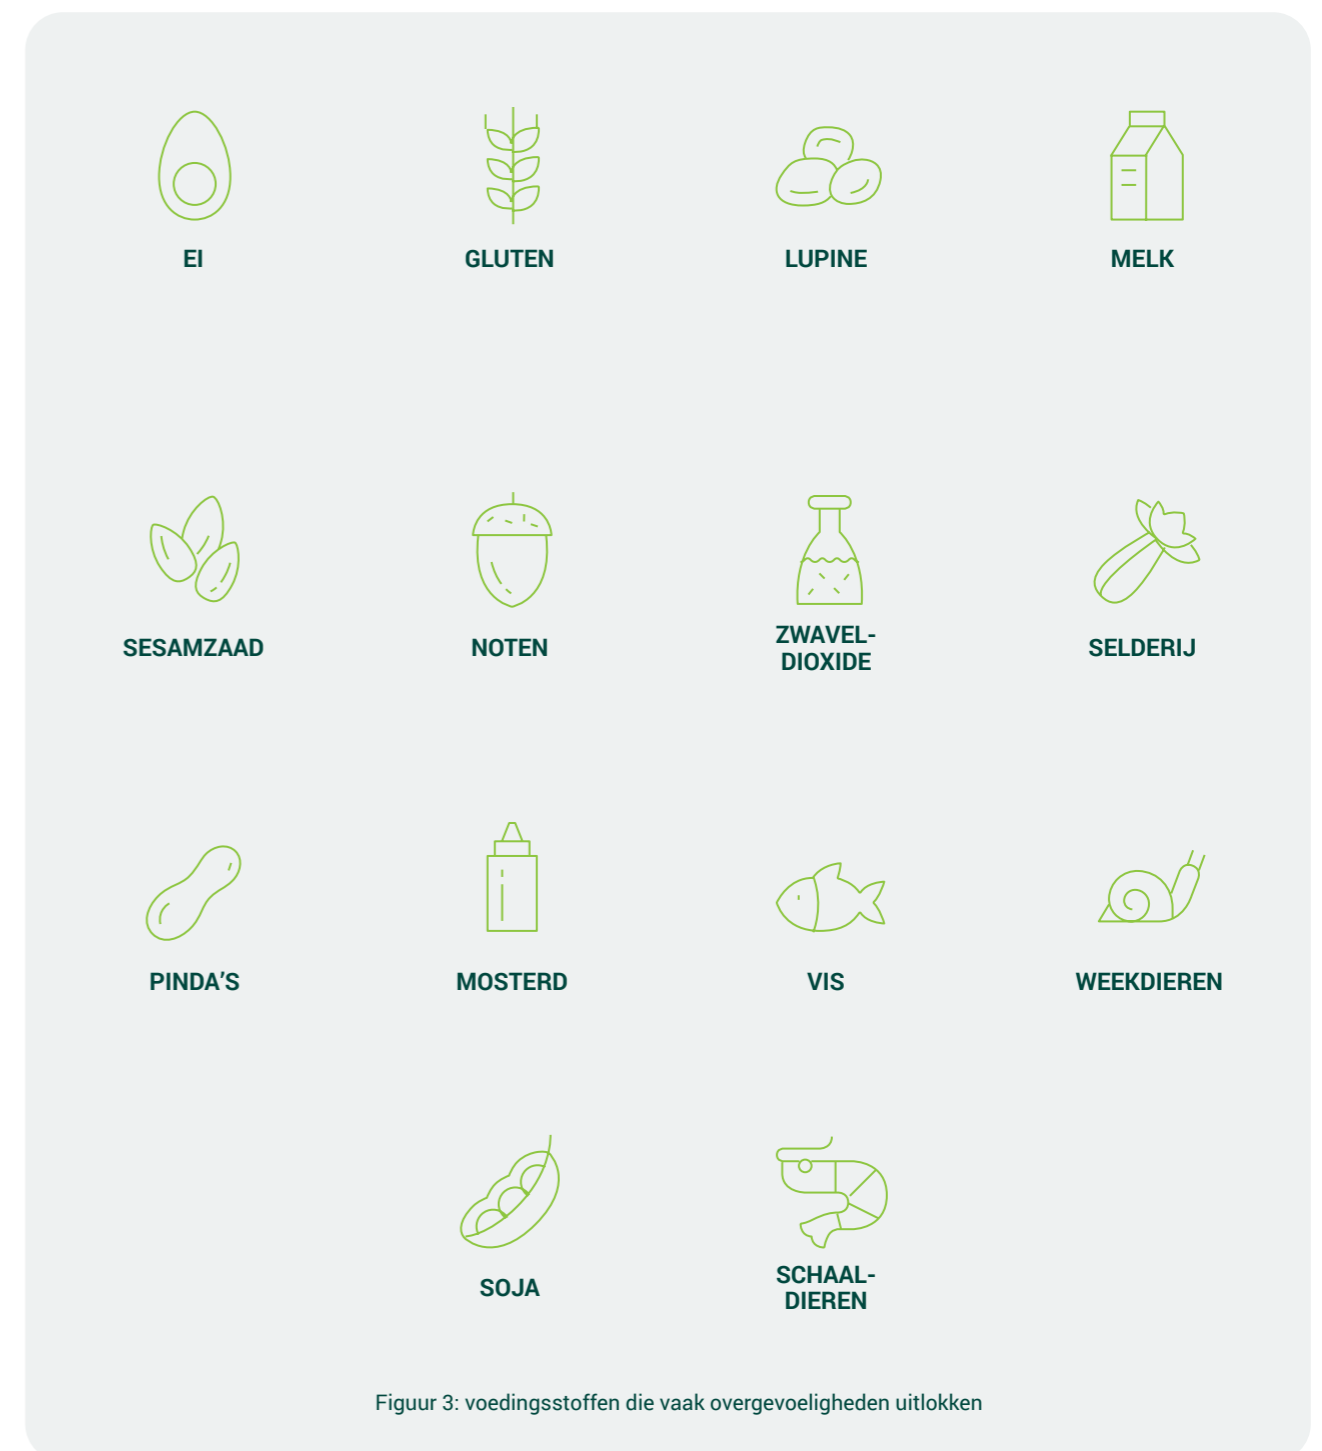 EI
GLUTEN
LUPINE
MELK
SESAMZAAD
NOTEN
ZWAVEL-
DIOXIDE
SELDERIJ
PINDA’S
MOSTERD
VIS
WEEKDIEREN
SOJA
SCHAAL-
DIEREN
Figuur 3: voedingsstoffen die vaak overgevoeligheden uitlokken